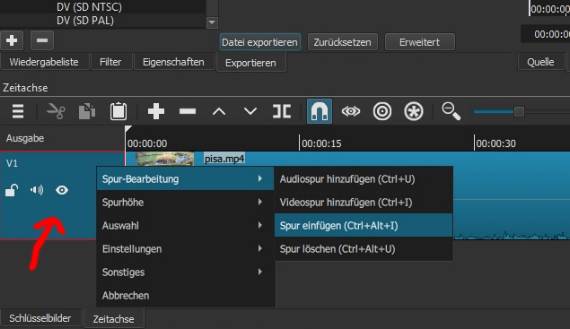 DV (SD NTSC)
DV (SD PAL)
00:00:00
00:00:0
Datei exportieren Zurücksetzen Erweitert
Wiedergabeliste Filter Eigenschaften Exportieren Quelle
Zeitachse
Ausgabe 00:00:00 00:00:15 00:00:30
V1 pisa.mp4
Spur-Bearbeitung
Spurhöhe
Auswahl
Einstellungen
Sonstiges
Abbrechen
Audiospur hinzufügen (Ctrl+U)
Videospur hinzufügen (Ctrl+I)
Spur einfügen (Ctrl+Alt+I)
Spur löschen (Ctrl+Alt+U)
Schlüsselbilder Zeitachse